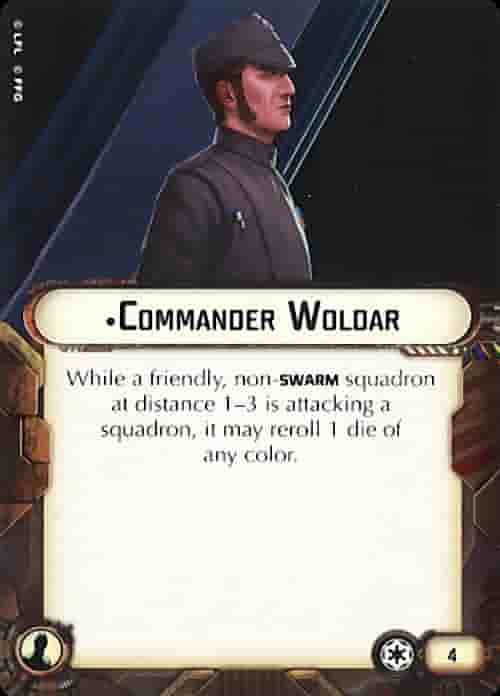 © LFL © FFG
•COMMANDER WOLDAR
While a friendly, non-SWARM squadron
at distance 1–3 is attacking a
squadron, it may reroll 1 die of
any color.
4